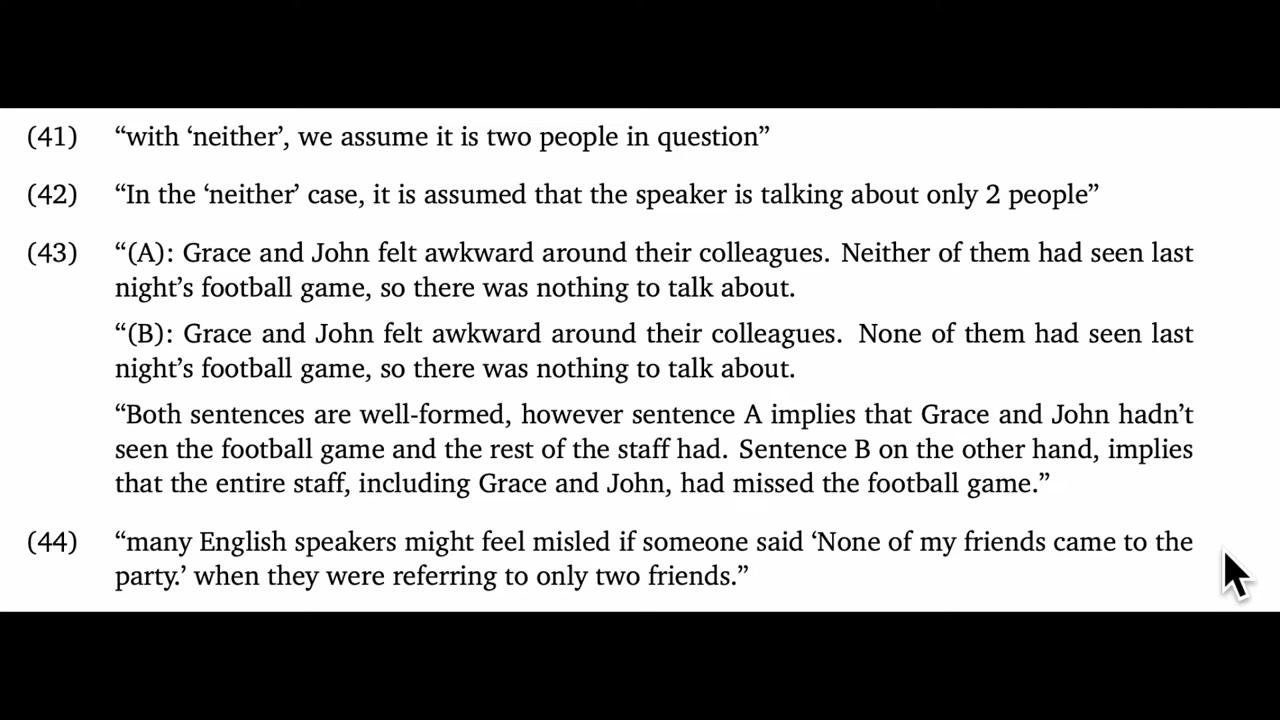 (41) “with ‘neither’, we assume it is two people in question”
(42) “In the ‘neither’ case, it is assumed that the speaker is talking about only 2 people”
(43) “(A): Grace and John felt awkward around their colleagues. Neither of them had seen last
night’s football game, so there was nothing to talk about.
“(B): Grace and John felt awkward around their colleagues. None of them had seen last
night’s football game, so there was nothing to talk about.
“Both sentences are well-formed, however sentence A implies that Grace and John hadn’t
seen the football game and the rest of the staff had. Sentence B on the other hand, implies
that the entire staff, including Grace and John, had missed the football game.”
(44) “many English speakers might feel misled if someone said ‘None of my friends came to the
party.’ when they were referring to only two friends.”